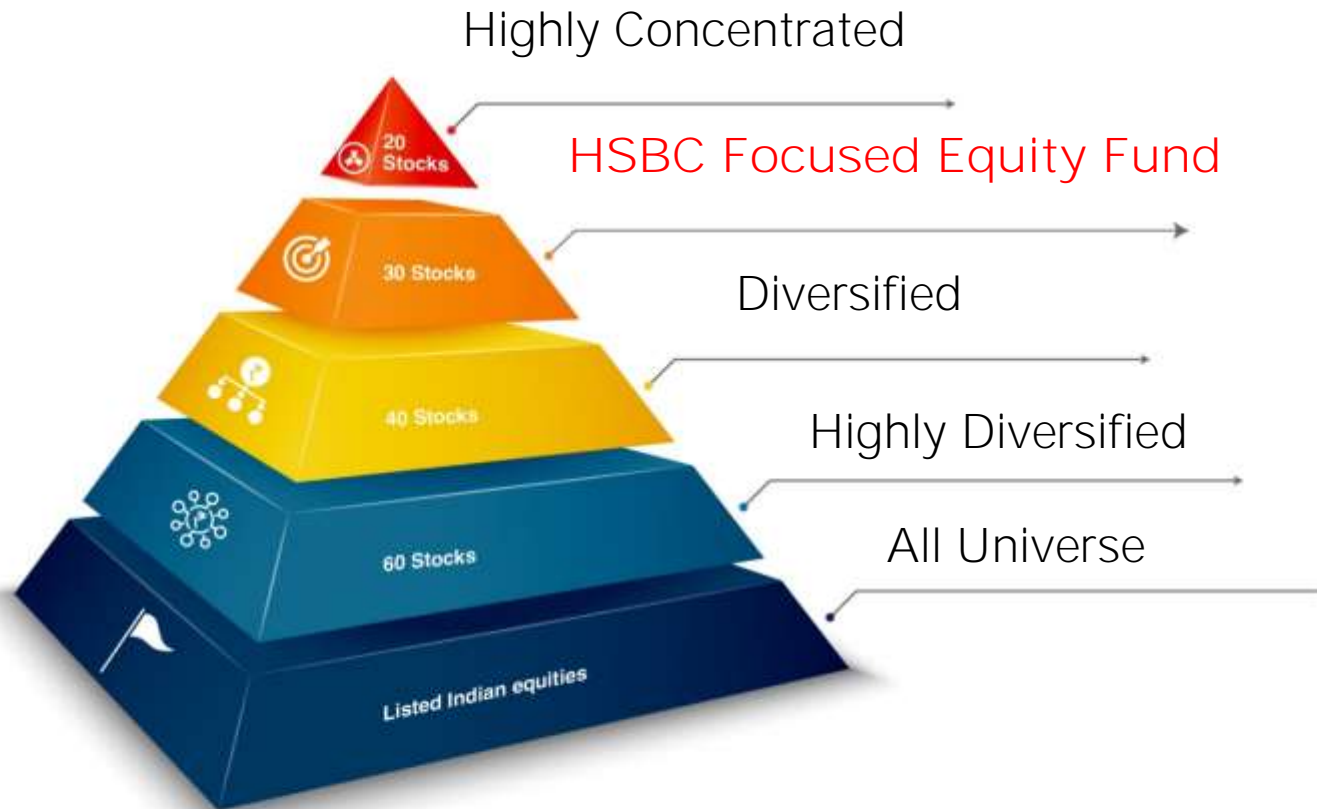 Highly Concentrated
20
Stocks
HSBC Focused Equity Fund
30 Stocks
Diversified
40 Stocks
Highly Diversified
60 Stocks
All Universe
Listed Indian equities